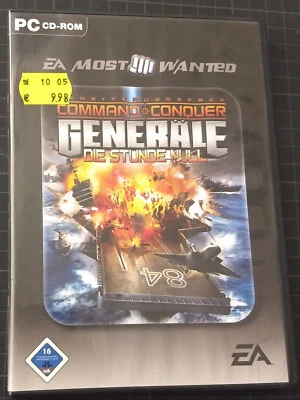 PC CD-ROM
EA MOST WANTED
10 05
€ 9.98
COMMAND & CONQUER
GENERÄLE
DIE STUNDE NULL
84
16
EA